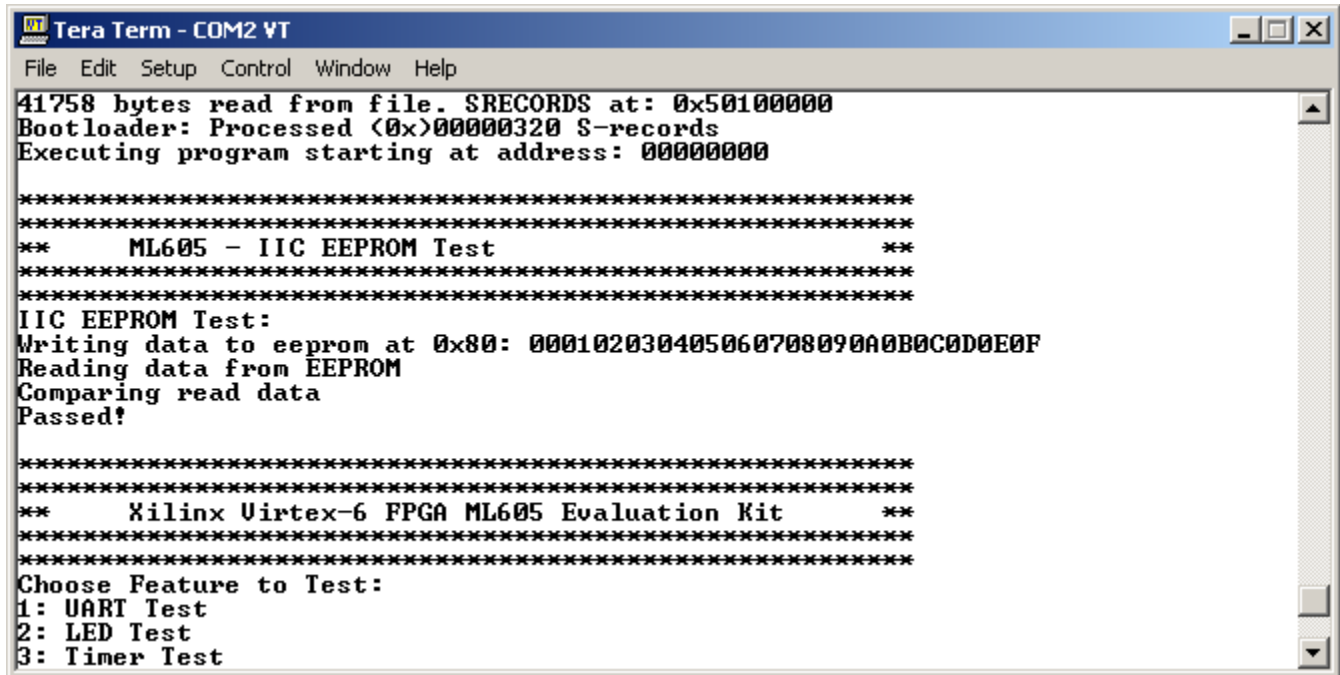 Tera Term - COM2 VT
File Edit Setup Control Window Help
41758 bytes read from file. SRECORDS at: 0x50100000
Bootloader: Processed (0x)00000320 S-records
Executing program starting at address: 00000000
********************************************************
********************************************************
**     ML605 - IIC EEPROM Test                        **
********************************************************
********************************************************
IIC EEPROM Test:
Writing data to eeprom at 0x80: 000102030405060708090A0B0C0D0E0F
Reading data from EEPROM
Comparing read data
Passed!
********************************************************
********************************************************
**     Xilinx Virtex-6 FPGA ML605 Evaluation Kit      **
********************************************************
********************************************************
Choose Feature to Test:
1: UART Test
2: LED Test
3: Timer Test